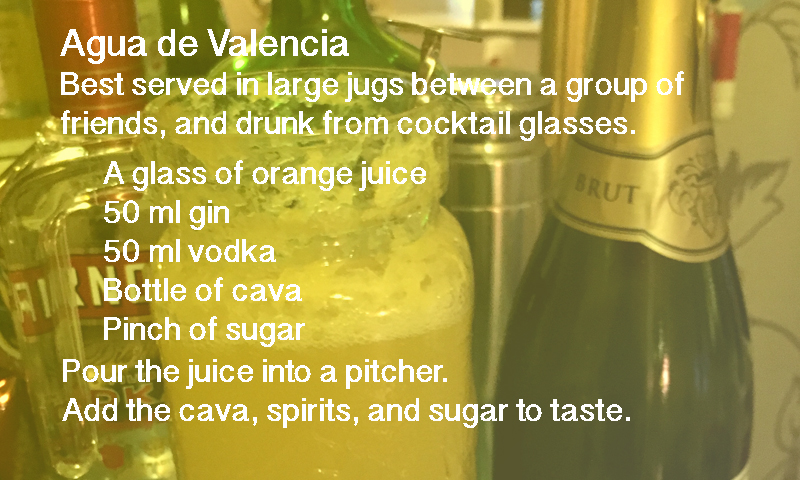 Agua de Valencia
Best served in large jugs between a group of
friends, and drunk from cocktail glasses.
A glass of orange juice
50 ml gin
50 ml vodka
Bottle of cava
Pinch of sugar
Pour the juice into a pitcher.
Add the cava, spirits, and sugar to taste.
BRUT